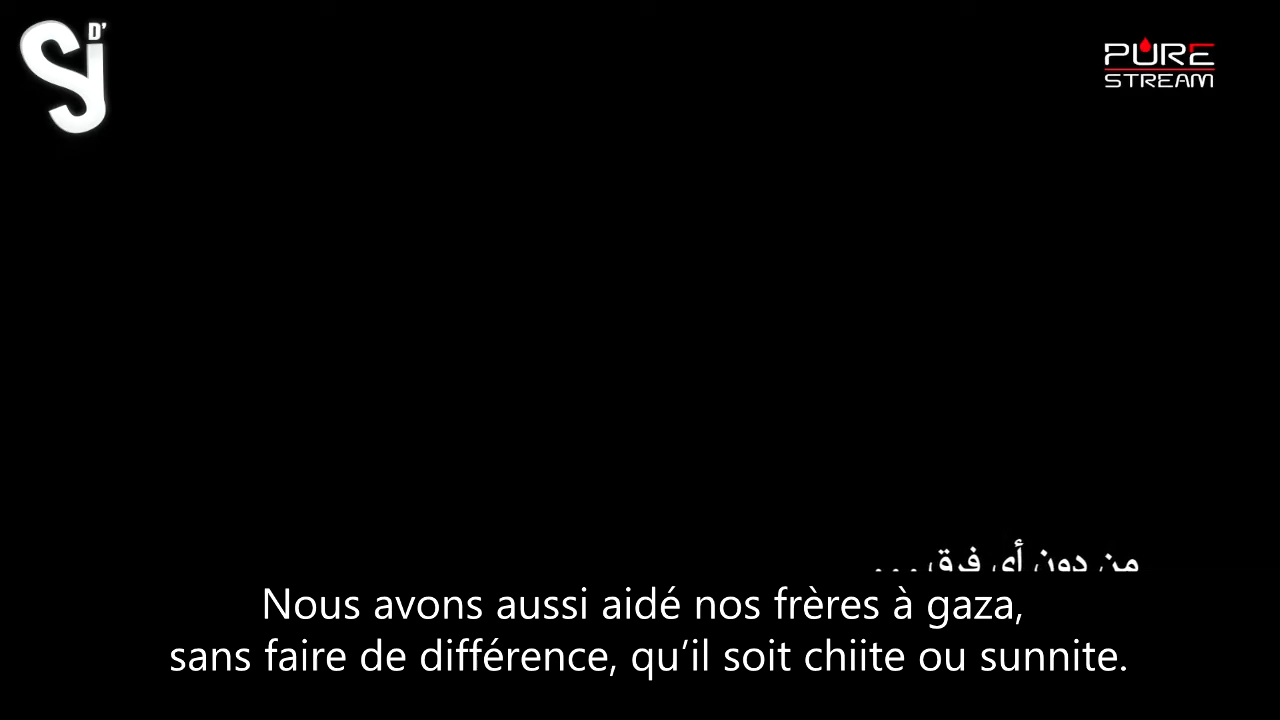 D'
SJ
PURE
STREAM
من دون أي فرق...
Nous avons aussi aidé nos frères à gaza,
sans faire de différence, qu’il soit chiite ou sunnite.